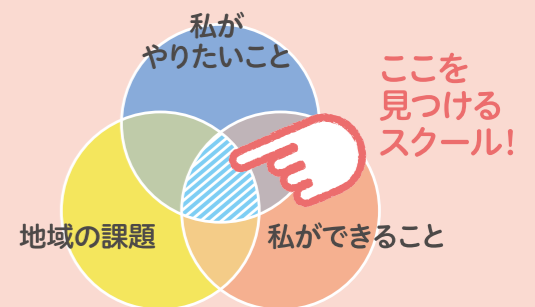 私が
やりたいこと
ここを
見つける
スクール!
地域の課題
私ができること